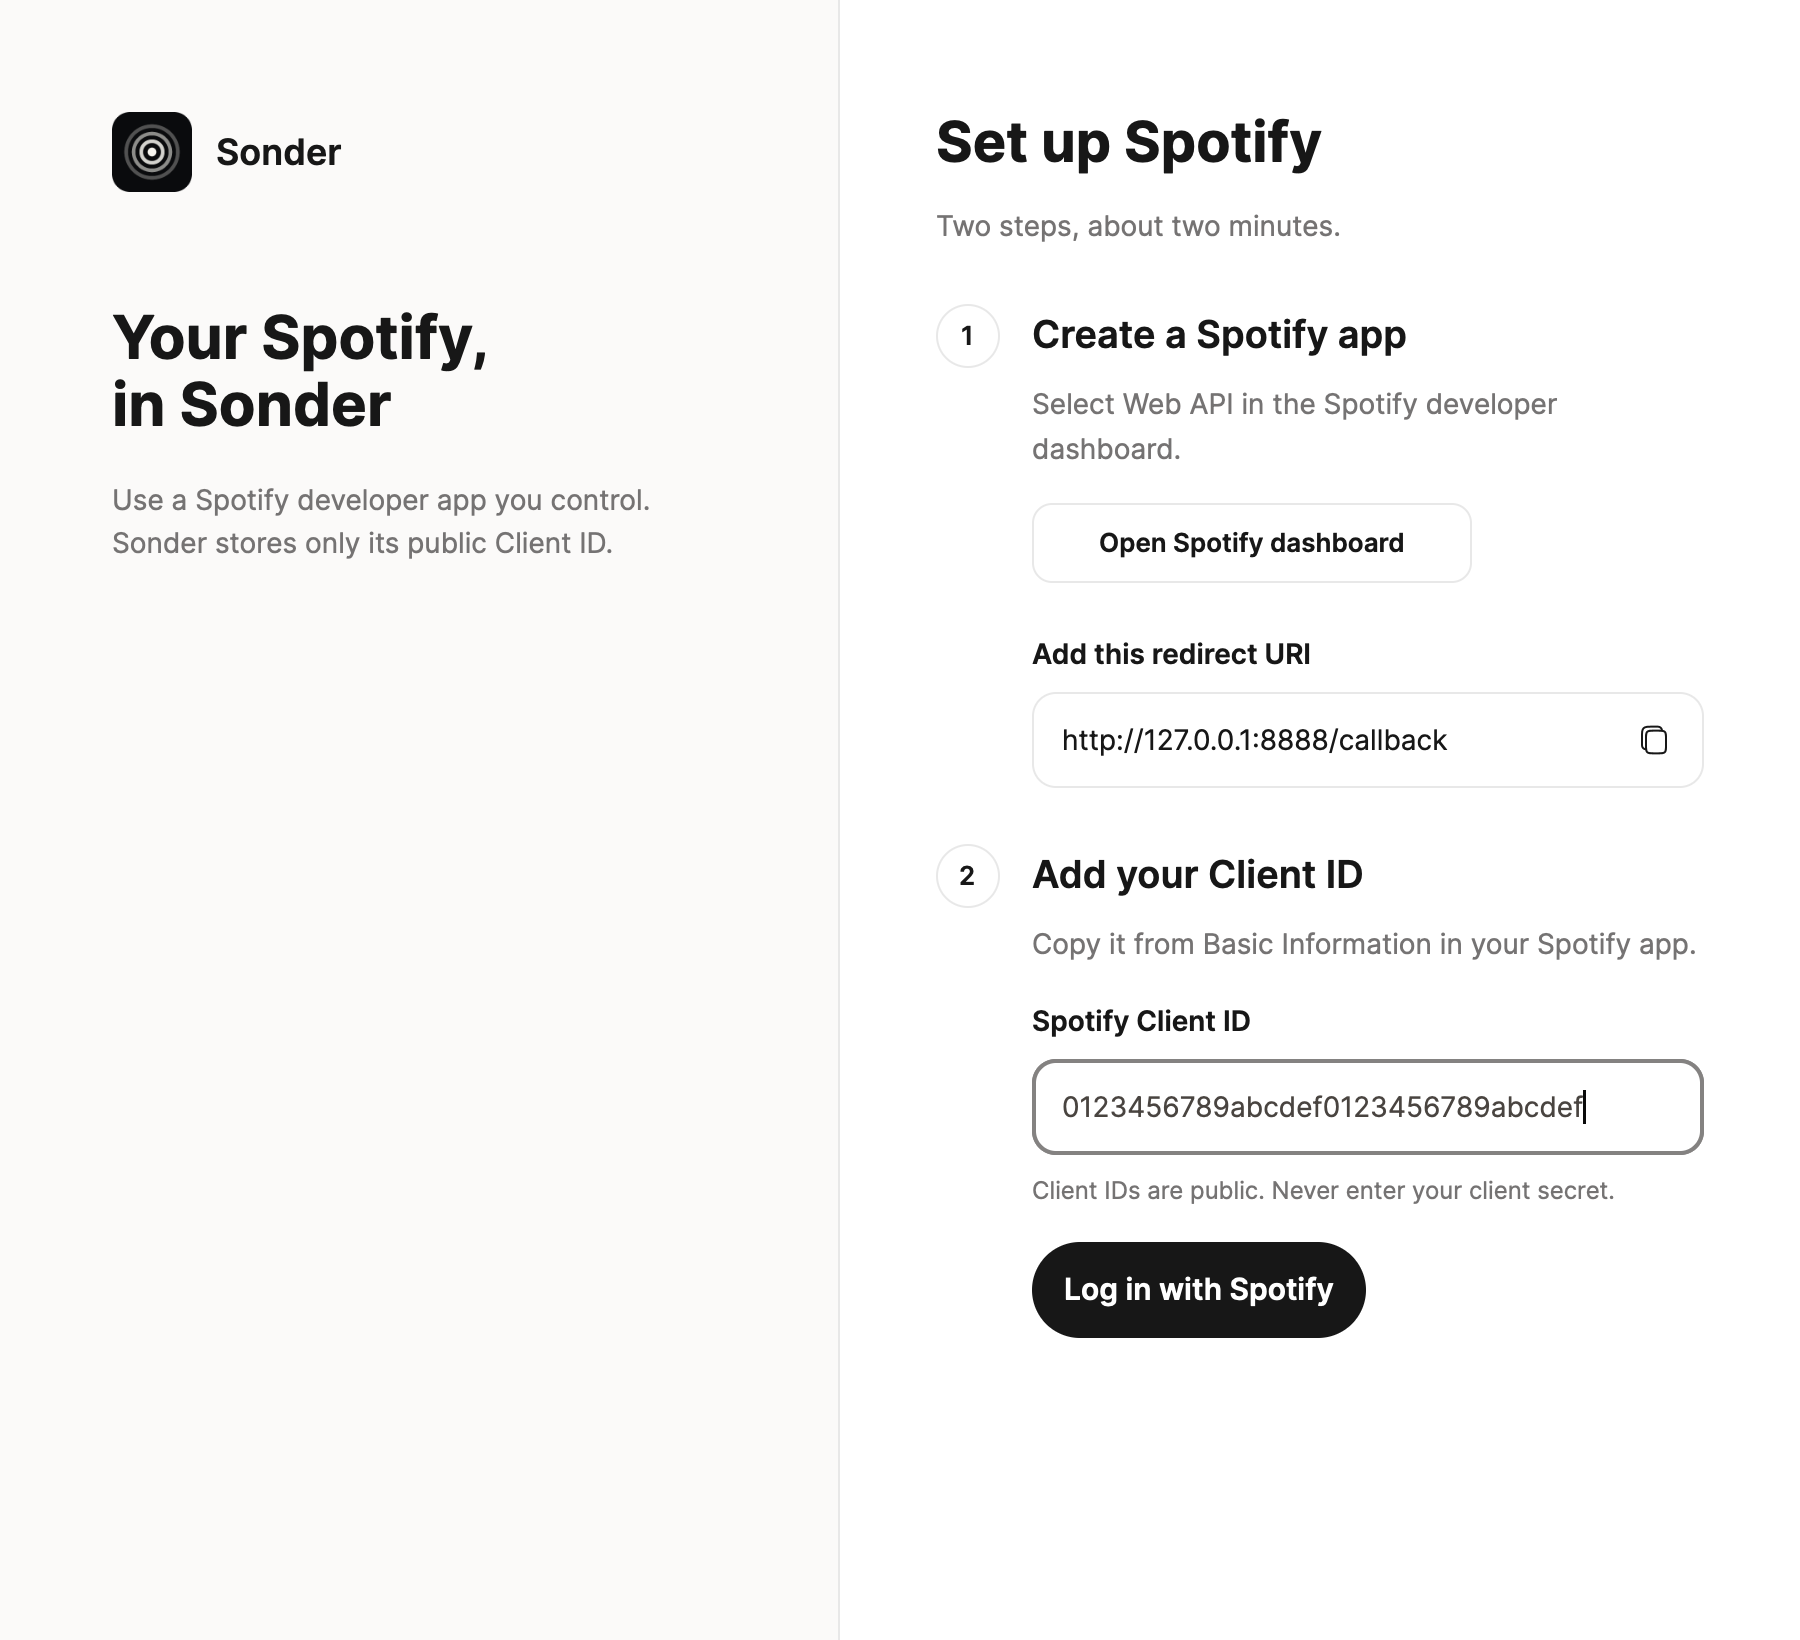 Sonder
Your Spotify,
in Sonder
Use a Spotify developer app you control.
Sonder stores only its public Client ID.
Set up Spotify
Two steps, about two minutes.
1
Create a Spotify app
Select Web API in the Spotify developer
dashboard.
Open Spotify dashboard
Add this redirect URI
http://127.0.0.1:8888/callback
2
Add your Client ID
Copy it from Basic Information in your Spotify app.
Spotify Client ID
0123456789abcdef0123456789abcdef
Client IDs are public. Never enter your client secret.
Log in with Spotify